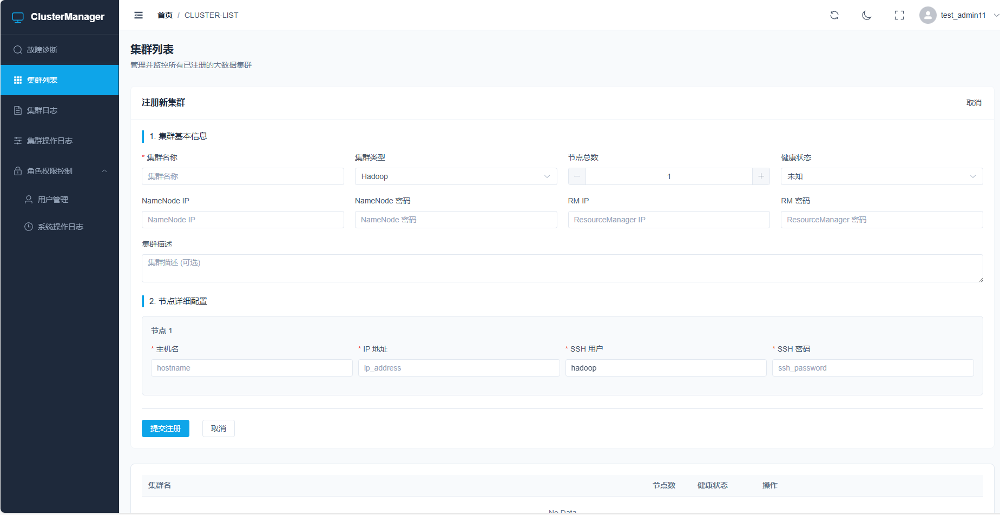 ClusterManager
故障诊断
集群列表
集群日志
集群操作日志
角色权限控制
用户管理
系统操作日志
首页 / CLUSTER-LIST
test_admin11
集群列表
管理并监控所有已注册的大数据集群
注册新集群
取消
1. 集群基本信息
* 集群名称
集群类型
节点总数
健康状态
集群名称
Hadoop
1
未知
NameNode IP
NameNode 密码
RM IP
RM 密码
NameNode IP
NameNode 密码
ResourceManager IP
ResourceManager 密码
集群描述
集群描述 (可选)
2. 节点详细配置
节点 1
* 主机名
* IP 地址
* SSH 用户
* SSH 密码
hostname
ip_address
hadoop
ssh_password
提交注册
取消
集群名
节点数
健康状态
操作
No Data